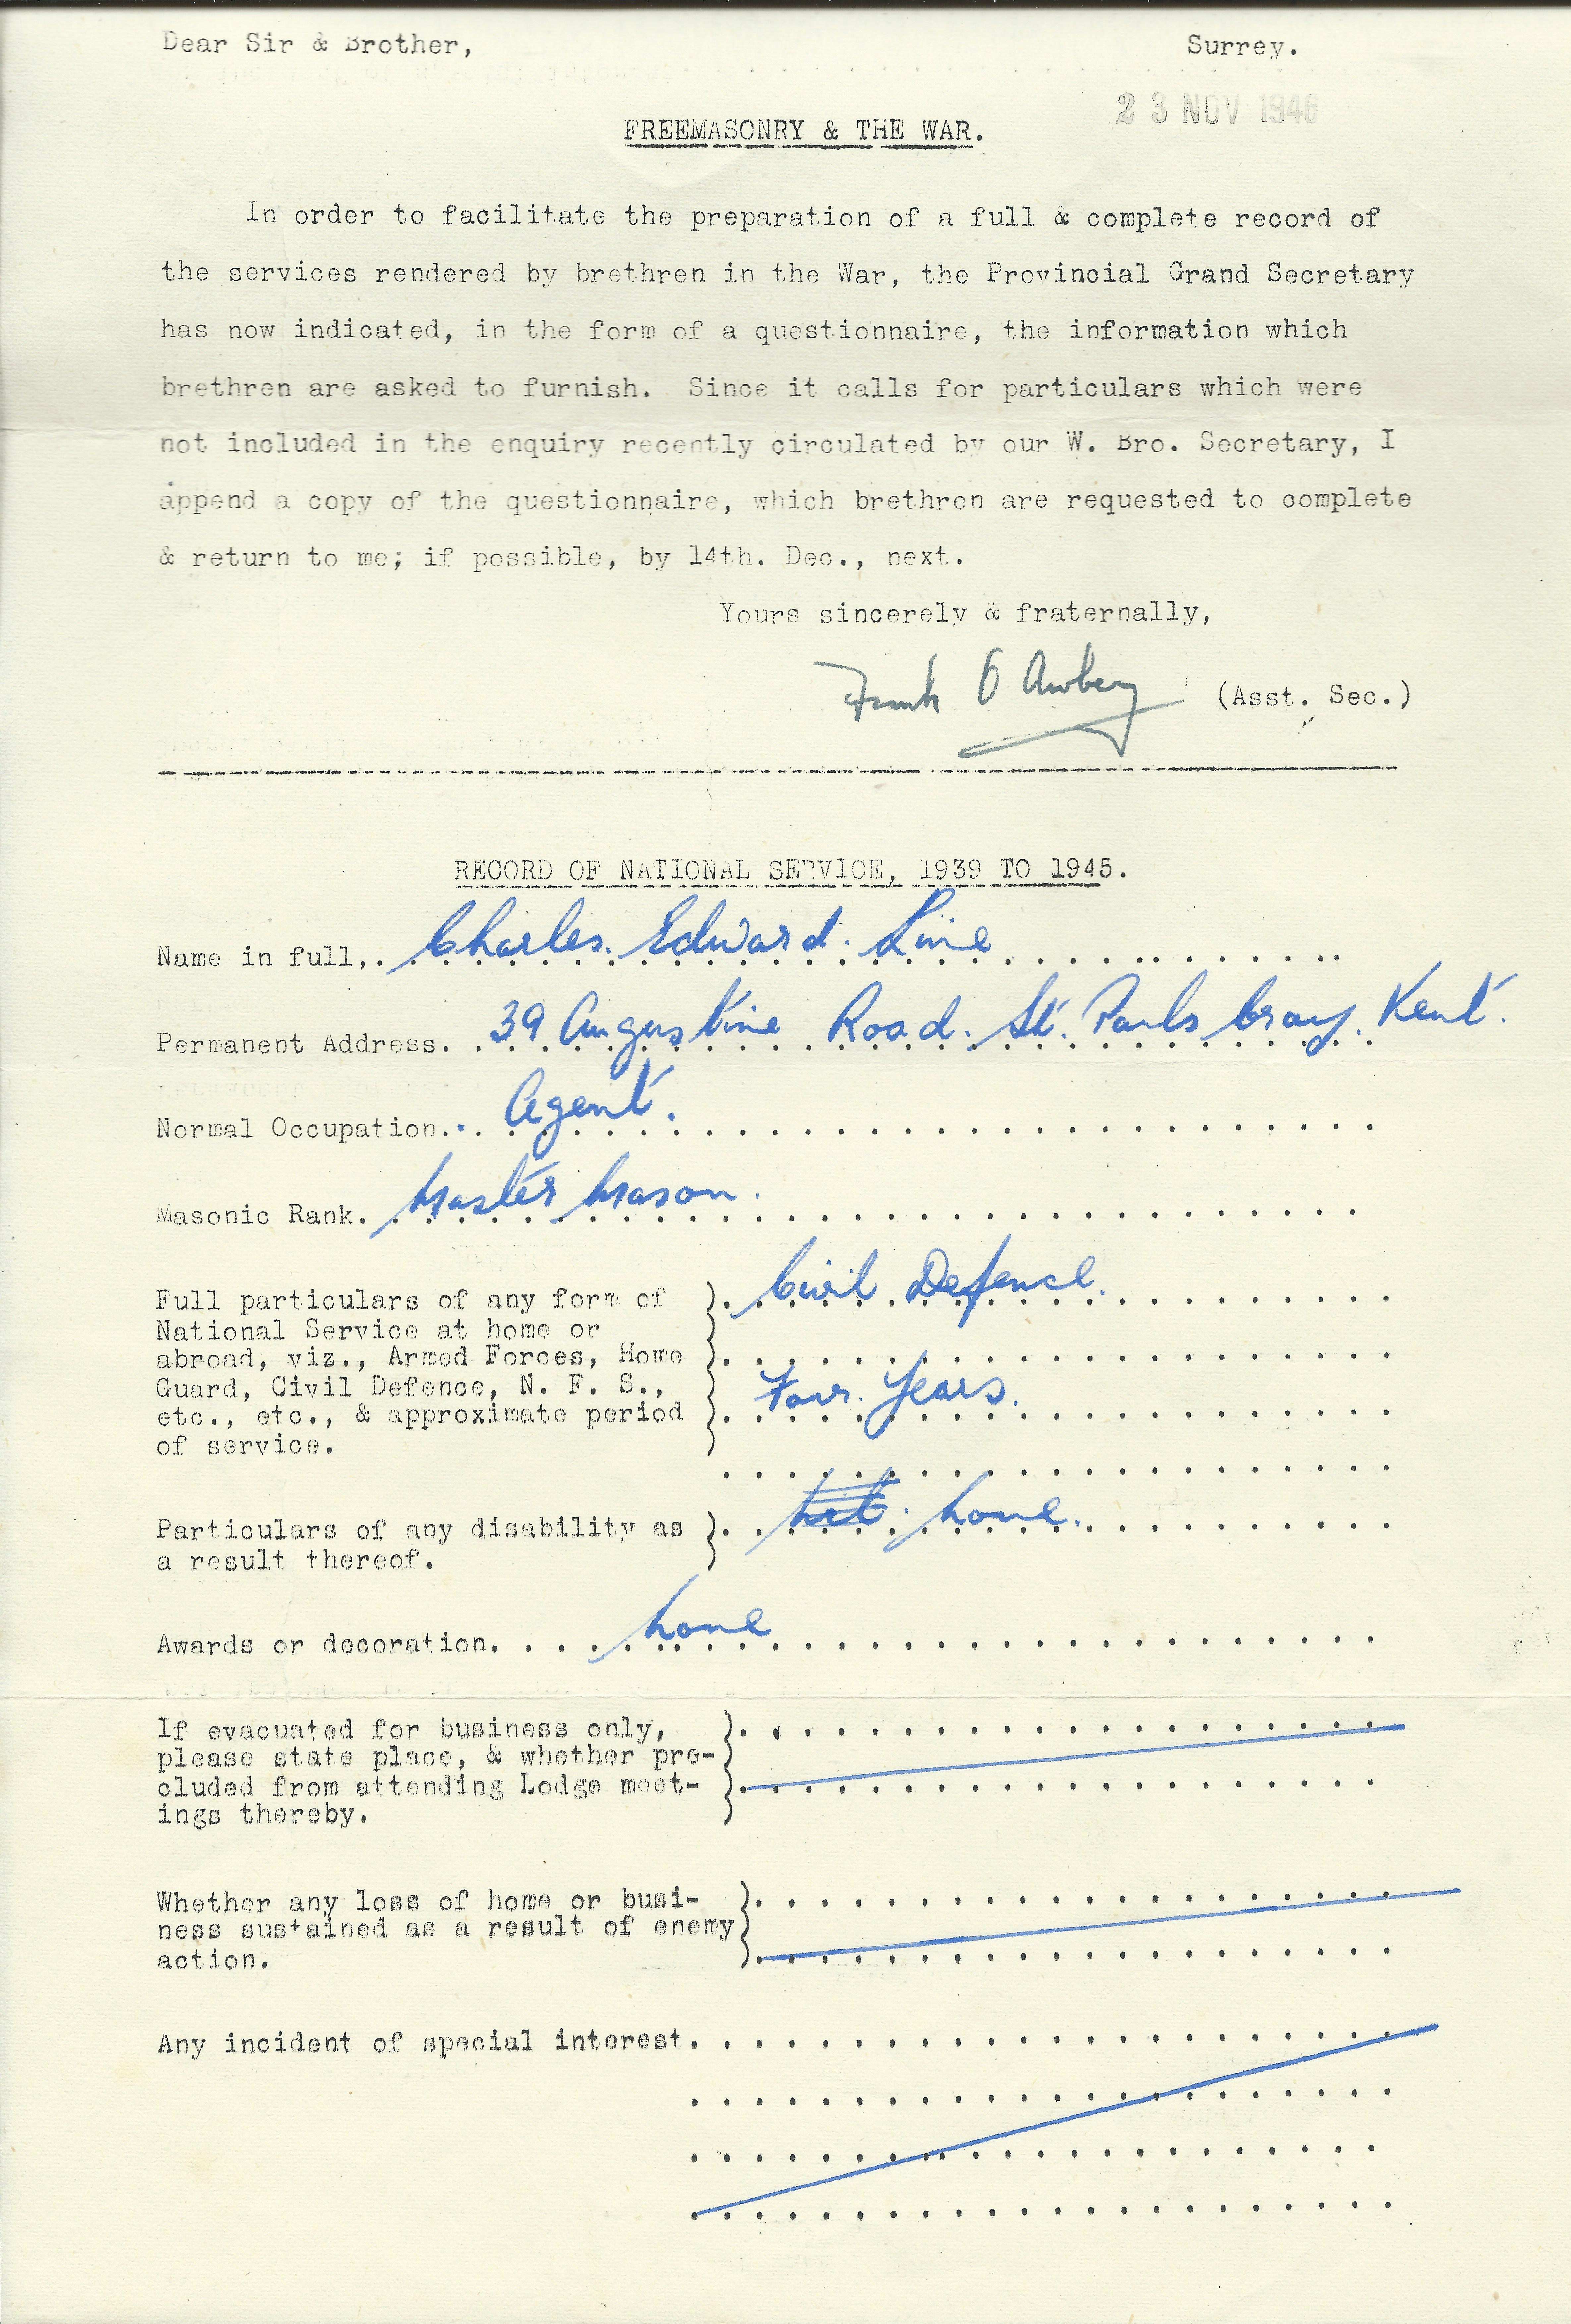 Dear Sir & Brother, Surrey.
23 NOV 1946
FREEMASONRY & THE WAR.
In order to facilitate the preparation of a full & complete record of
the services rendered by brethren in the War, the Provincial Grand Secretary
has now indicated, in the form of a questionnaire, the information which
brethren are asked to furnish. Since it calls for particulars which were
not included in the enquiry recently circulated by our W. Bro. Secretary, I
append a copy of the questionnaire, which brethren are requested to complete
& return to me; if possible, by 14th. Dec., next.
Yours sincerely & fraternally,
Frank O Awbery (Asst. Sec.)
RECORD OF NATIONAL SERVICE, 1939 TO 1945.
Name in full,. Charles. Edward. Line
Permanent Address. 39 Augustine Road. St. Pauls Cray. Kent.
Normal Occupation. Agent.
Masonic Rank. Master Mason.
Full particulars of any form of Civil Defence.
National Service at home or
abroad, viz., Armed Forces, Home
Guard, Civil Defence, N. F. S., Four. Years.
etc., etc., & approximate period
of service.
Particulars of any disability as None.
a result thereof.
Awards or decoration. None
If evacuated for business only,
please state place, & whether pre-
cluded from attending Lodge meet-
ings thereby.
Whether any loss of home or busi-
ness sustained as a result of enemy
action.
Any incident of special interest.